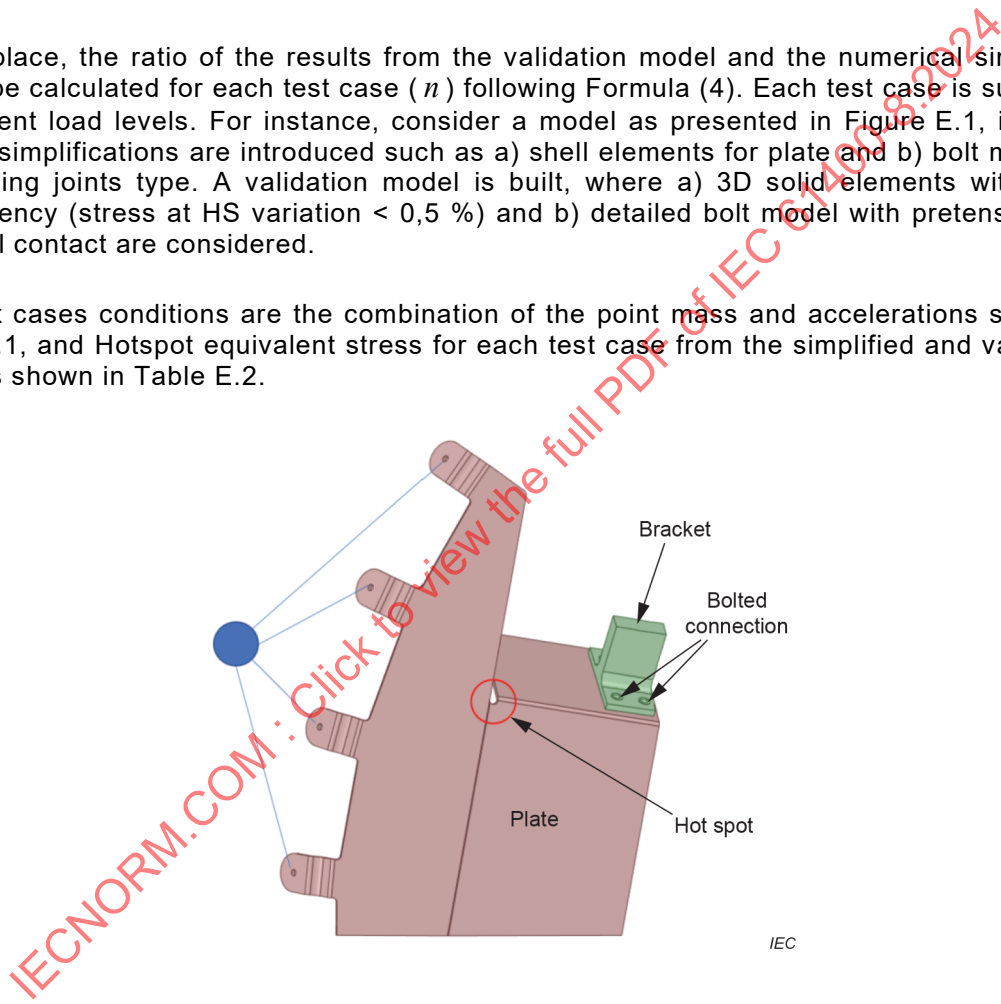 place, the ratio of the results from the validation model and the numerical sim
be calculated for each test case ( n ) following Formula (4). Each test case is su
ent load levels. For instance, consider a model as presented in Figure E.1, i
simplifications are introduced such as a) shell elements for plate and b) bolt m
ing joints type. A validation model is built, where a) 3D solid elements wit
ency (stress at HS variation < 0,5 %) and b) detailed bolt model with pretens
l contact are considered.
t cases conditions are the combination of the point mass and accelerations s
.1, and Hotspot equivalent stress for each test case from the simplified and va
s shown in Table E.2.
Bracket
Bolted
connection
Plate
Hot spot
IEC
IECNORM.COM : Click to view the full PDF of IEC 61400-8:2024